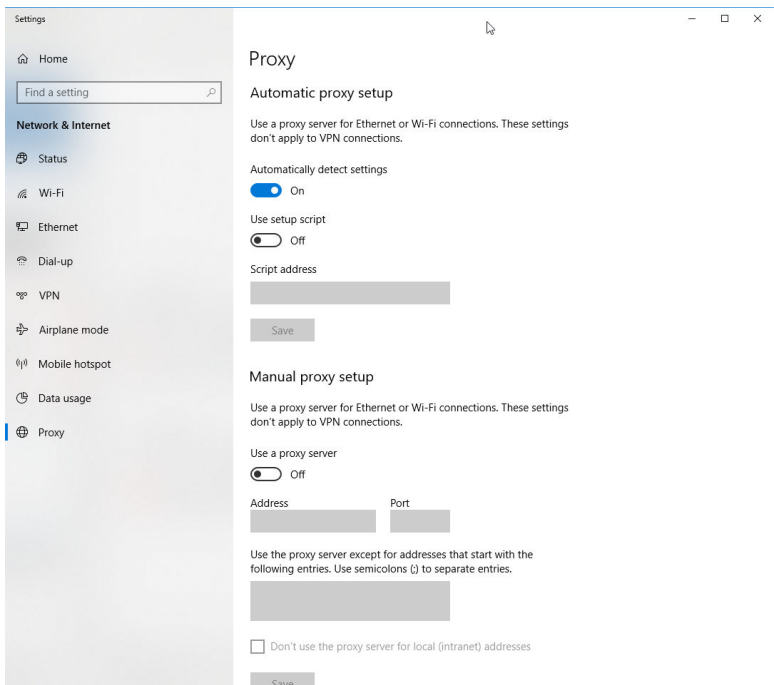 Settings
Home
Find a setting
Network & Internet
Status
Wi-Fi
Ethernet
Dial-up
VPN
Airplane mode
Mobile hotspot
Data usage
Proxy
Proxy
Automatic proxy setup
Use a proxy server for Ethernet or Wi-Fi connections. These settings
don't apply to VPN connections.
Automatically detect settings
On
Use setup script
Off
Script address
Save
Manual proxy setup
Use a proxy server for Ethernet or Wi-Fi connections. These settings
don't apply to VPN connections.
Use a proxy server
Off
Address Port
Use the proxy server except for addresses that start with the
following entries. Use semicolons (;) to separate entries.
Don't use the proxy server for local (intranet) addresses
Save